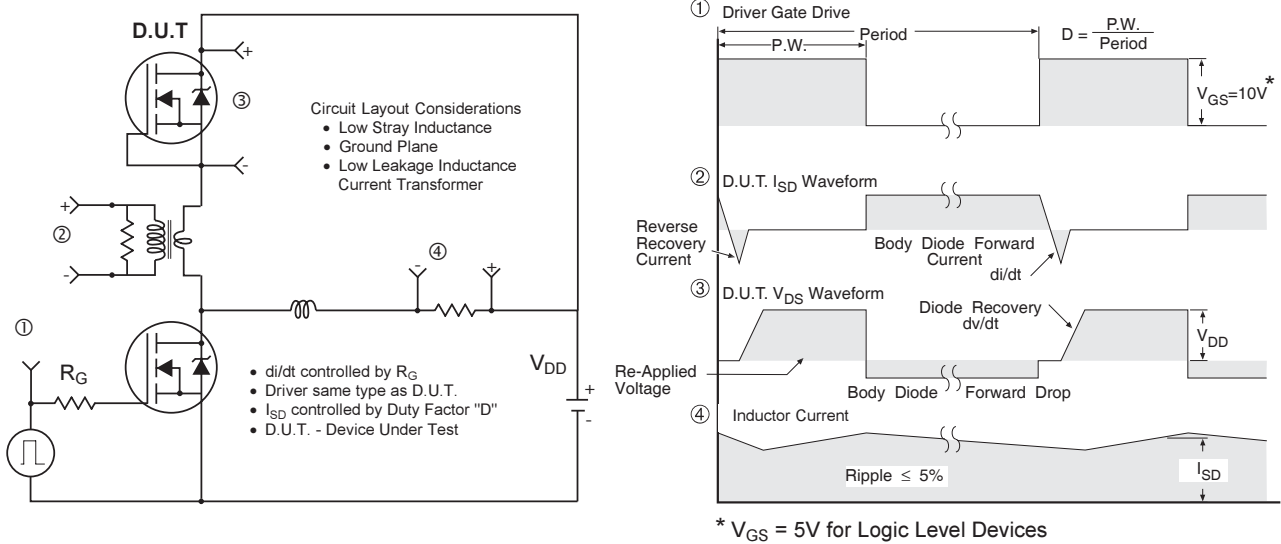 D.U.T
+
③
-
Circuit Layout Considerations
• Low Stray Inductance
• Ground Plane
• Low Leakage Inductance
Current Transformer
+
②
-
④
-
+
①
R_G
• di/dt controlled by R_G
• Driver same type as D.U.T.
• I_SD controlled by Duty Factor "D"
• D.U.T. - Device Under Test
V_DD
+
-
① Driver Gate Drive
P.W.
Period
D = P.W.
Period
V_GS=10V*
② D.U.T. I_SD Waveform
Reverse
Recovery
Current
Body Diode Forward
Current
di/dt
③ D.U.T. V_DS Waveform
Diode Recovery
dv/dt
V_DD
Re-Applied
Voltage
Body Diode Forward Drop
④ Inductor Current
Ripple ≤ 5%
I_SD
* V_GS = 5V for Logic Level Devices